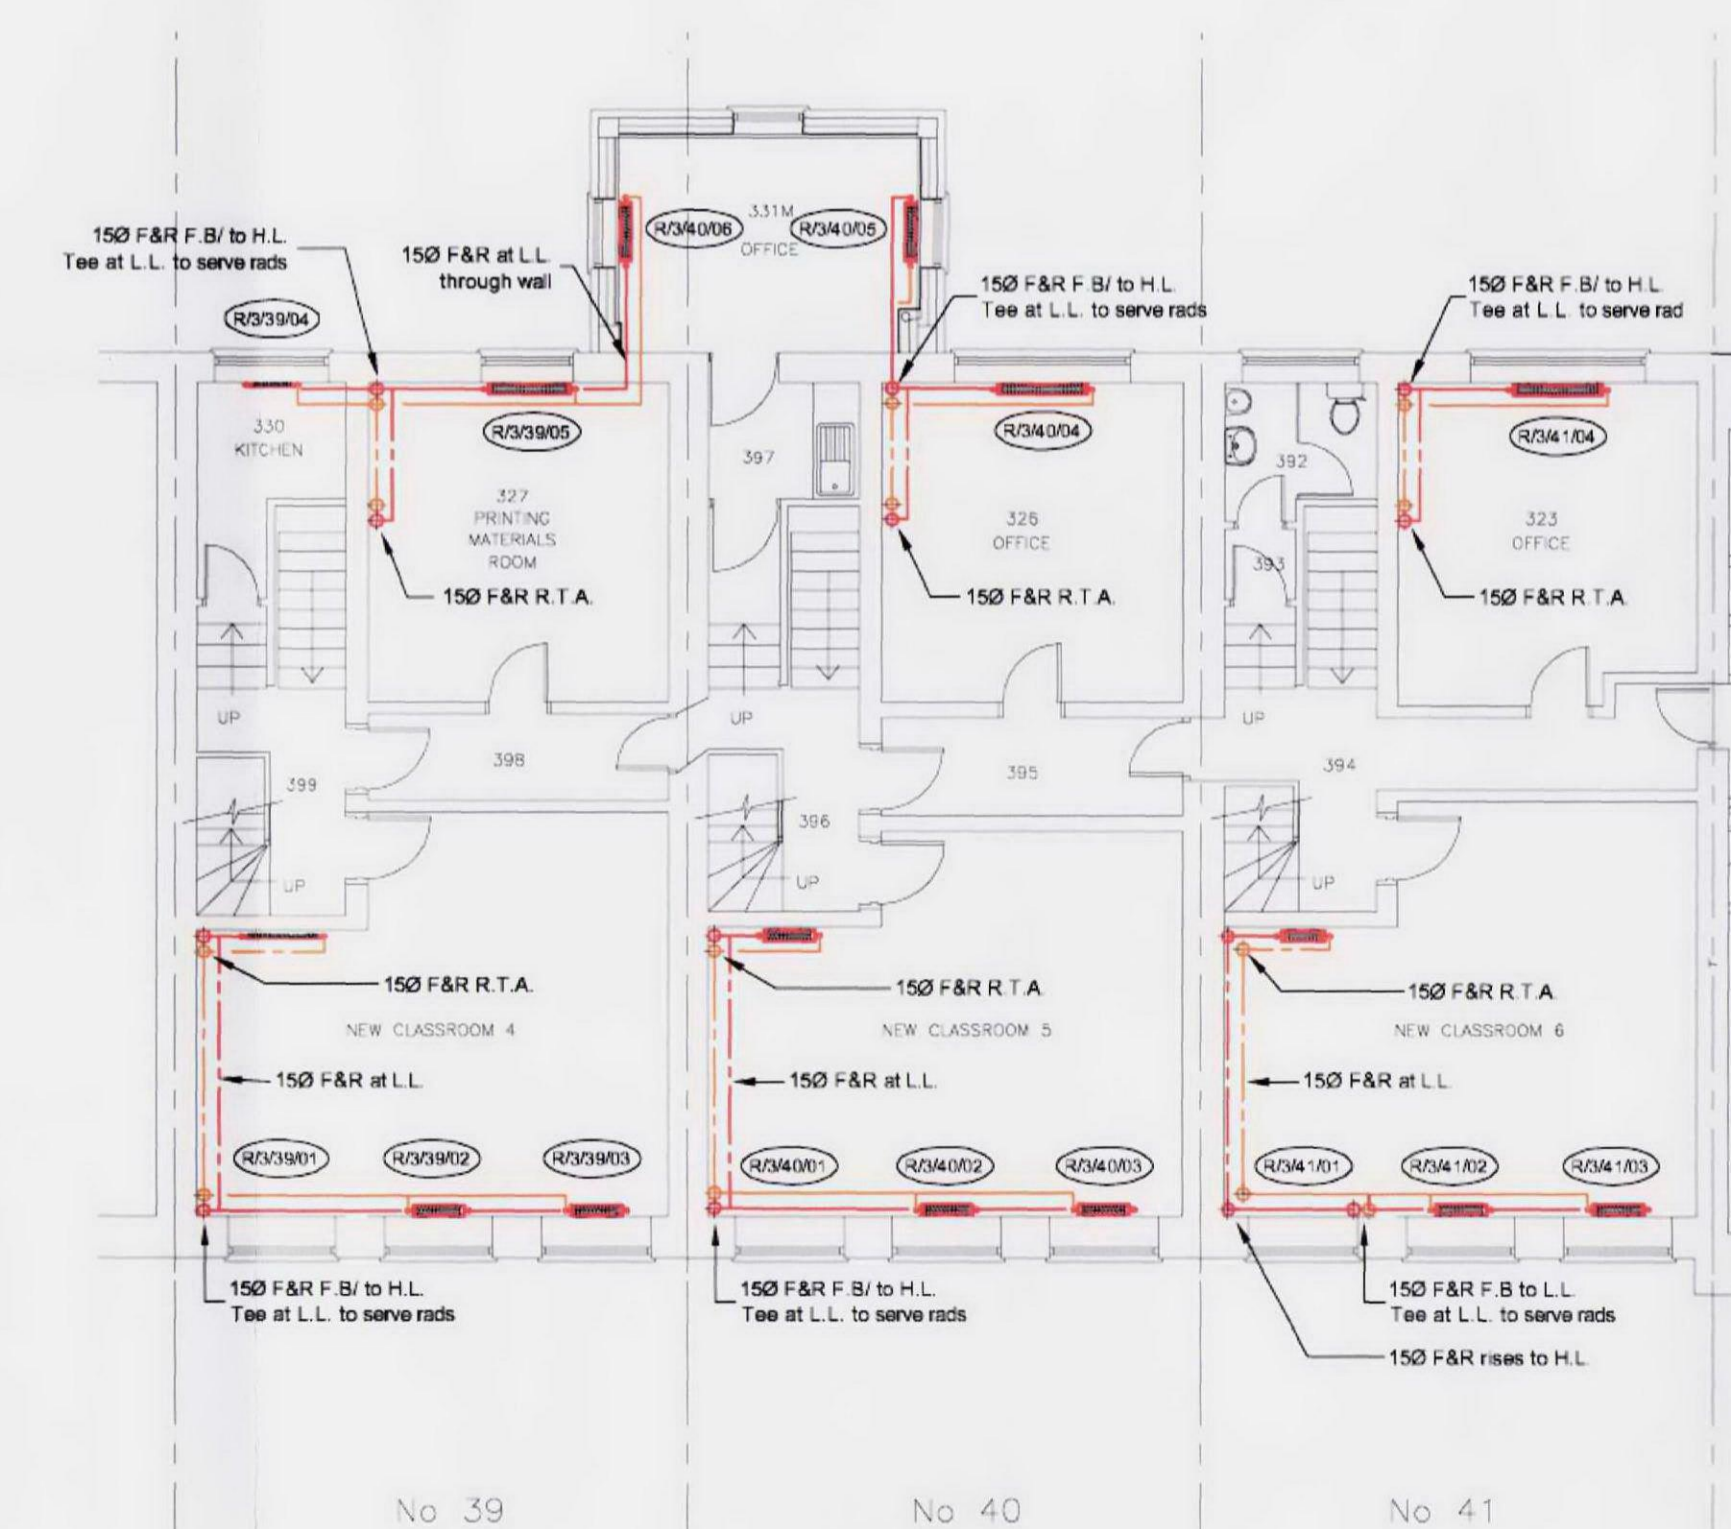 15Ø F&R F.B/ to H.L.
Tee at L.L. to serve rads
15Ø F&R at L.L.
through wall
R/3/40/06
331M
OFFICE
R/3/40/05
15Ø F&R F.B/ to H.L.
Tee at L.L. to serve rads
15Ø F&R F.B/ to H.L.
Tee at L.L. to serve rad
R/3/39/04
330
KITCHEN
R/3/39/05
397
R/3/40/04
392
R/3/41/04
327
PRINTING
MATERIALS
ROOM
326
OFFICE
393
323
OFFICE
15Ø F&R R.T.A.
15Ø F&R R.T.A.
15Ø F&R R.T.A.
UP
UP
UP
399
398
396
395
394
UP
UP
UP
15Ø F&R R.T.A.
15Ø F&R R.T.A.
15Ø F&R R.T.A.
NEW CLASSROOM 4
NEW CLASSROOM 5
NEW CLASSROOM 6
15Ø F&R at L.L.
15Ø F&R at L.L.
15Ø F&R at L.L.
R/3/39/01
R/3/39/02
R/3/39/03
R/3/40/01
R/3/40/02
R/3/40/03
R/3/41/01
R/3/41/02
R/3/41/03
15Ø F&R F.B/ to H.L.
Tee at L.L. to serve rads
15Ø F&R F.B/ to H.L.
Tee at L.L. to serve rads
15Ø F&R F.B to L.L.
Tee at L.L. to serve rads
15Ø F&R rises to H.L.
No 39
No 40
No 41